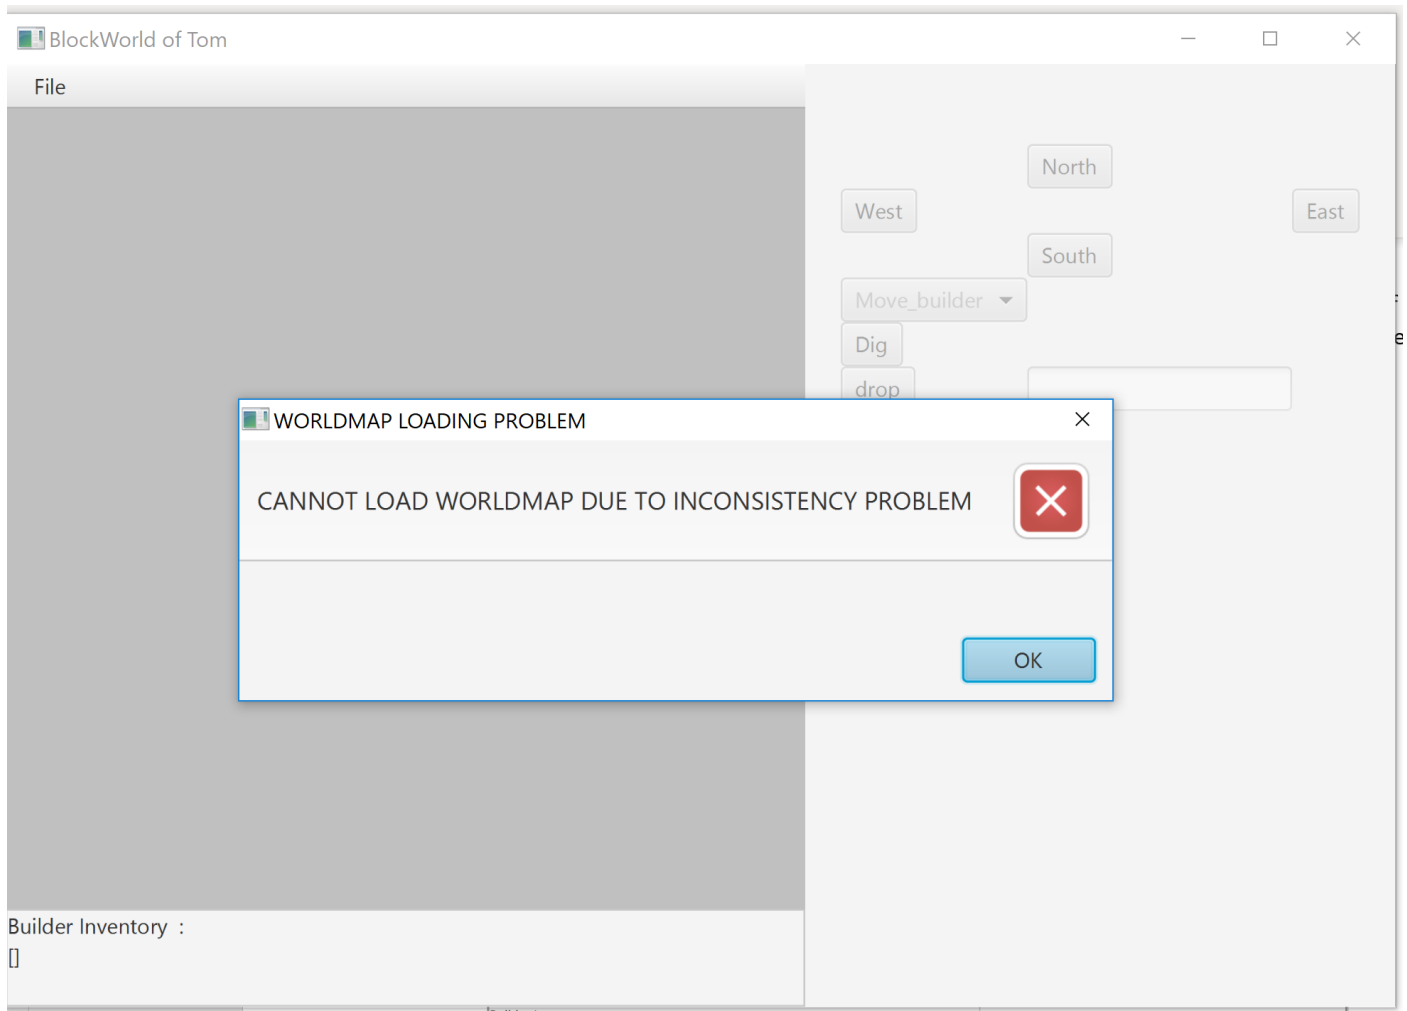 BlockWorld of Tom
File
North
West
East
South
Move_builder
Dig
drop
WORLDMAP LOADING PROBLEM
CANNOT LOAD WORLDMAP DUE TO INCONSISTENCY PROBLEM
OK
Builder Inventory :
[]